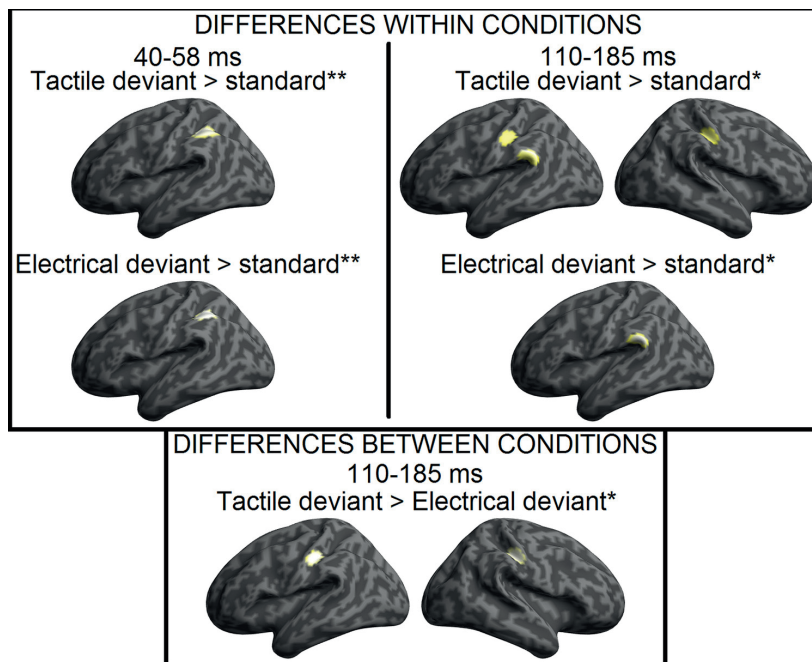 DIFFERENCES WITHIN CONDITIONS
40-58 ms
Tactile deviant > standard**
Electrical deviant > standard**
110-185 ms
Tactile deviant > standard*
Electrical deviant > standard*
DIFFERENCES BETWEEN CONDITIONS
110-185 ms
Tactile deviant > Electrical deviant*